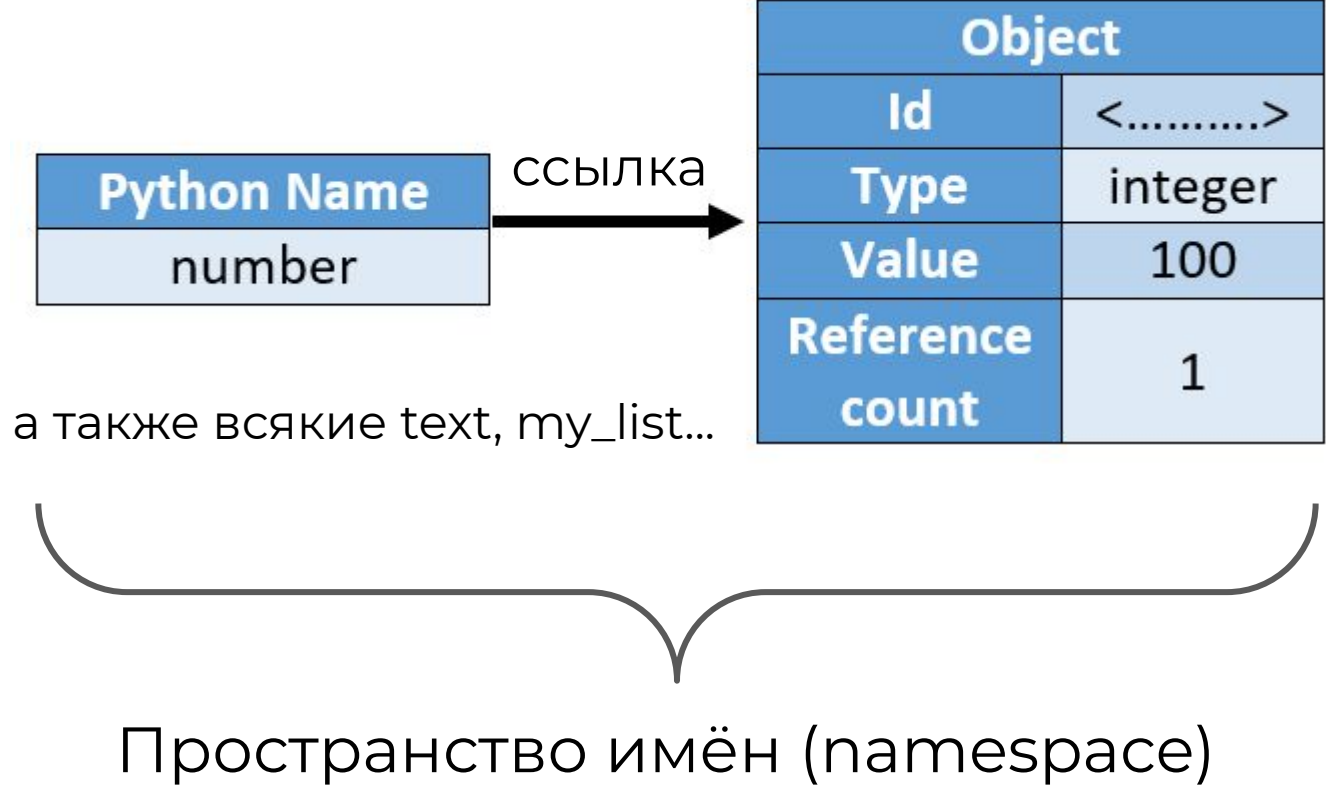 Python Name
number
ссылка
Object
Id <..........>
Type integer
Value 100
Reference
count
1
а также всякие text, my_list...
Пространство имён (namespace)